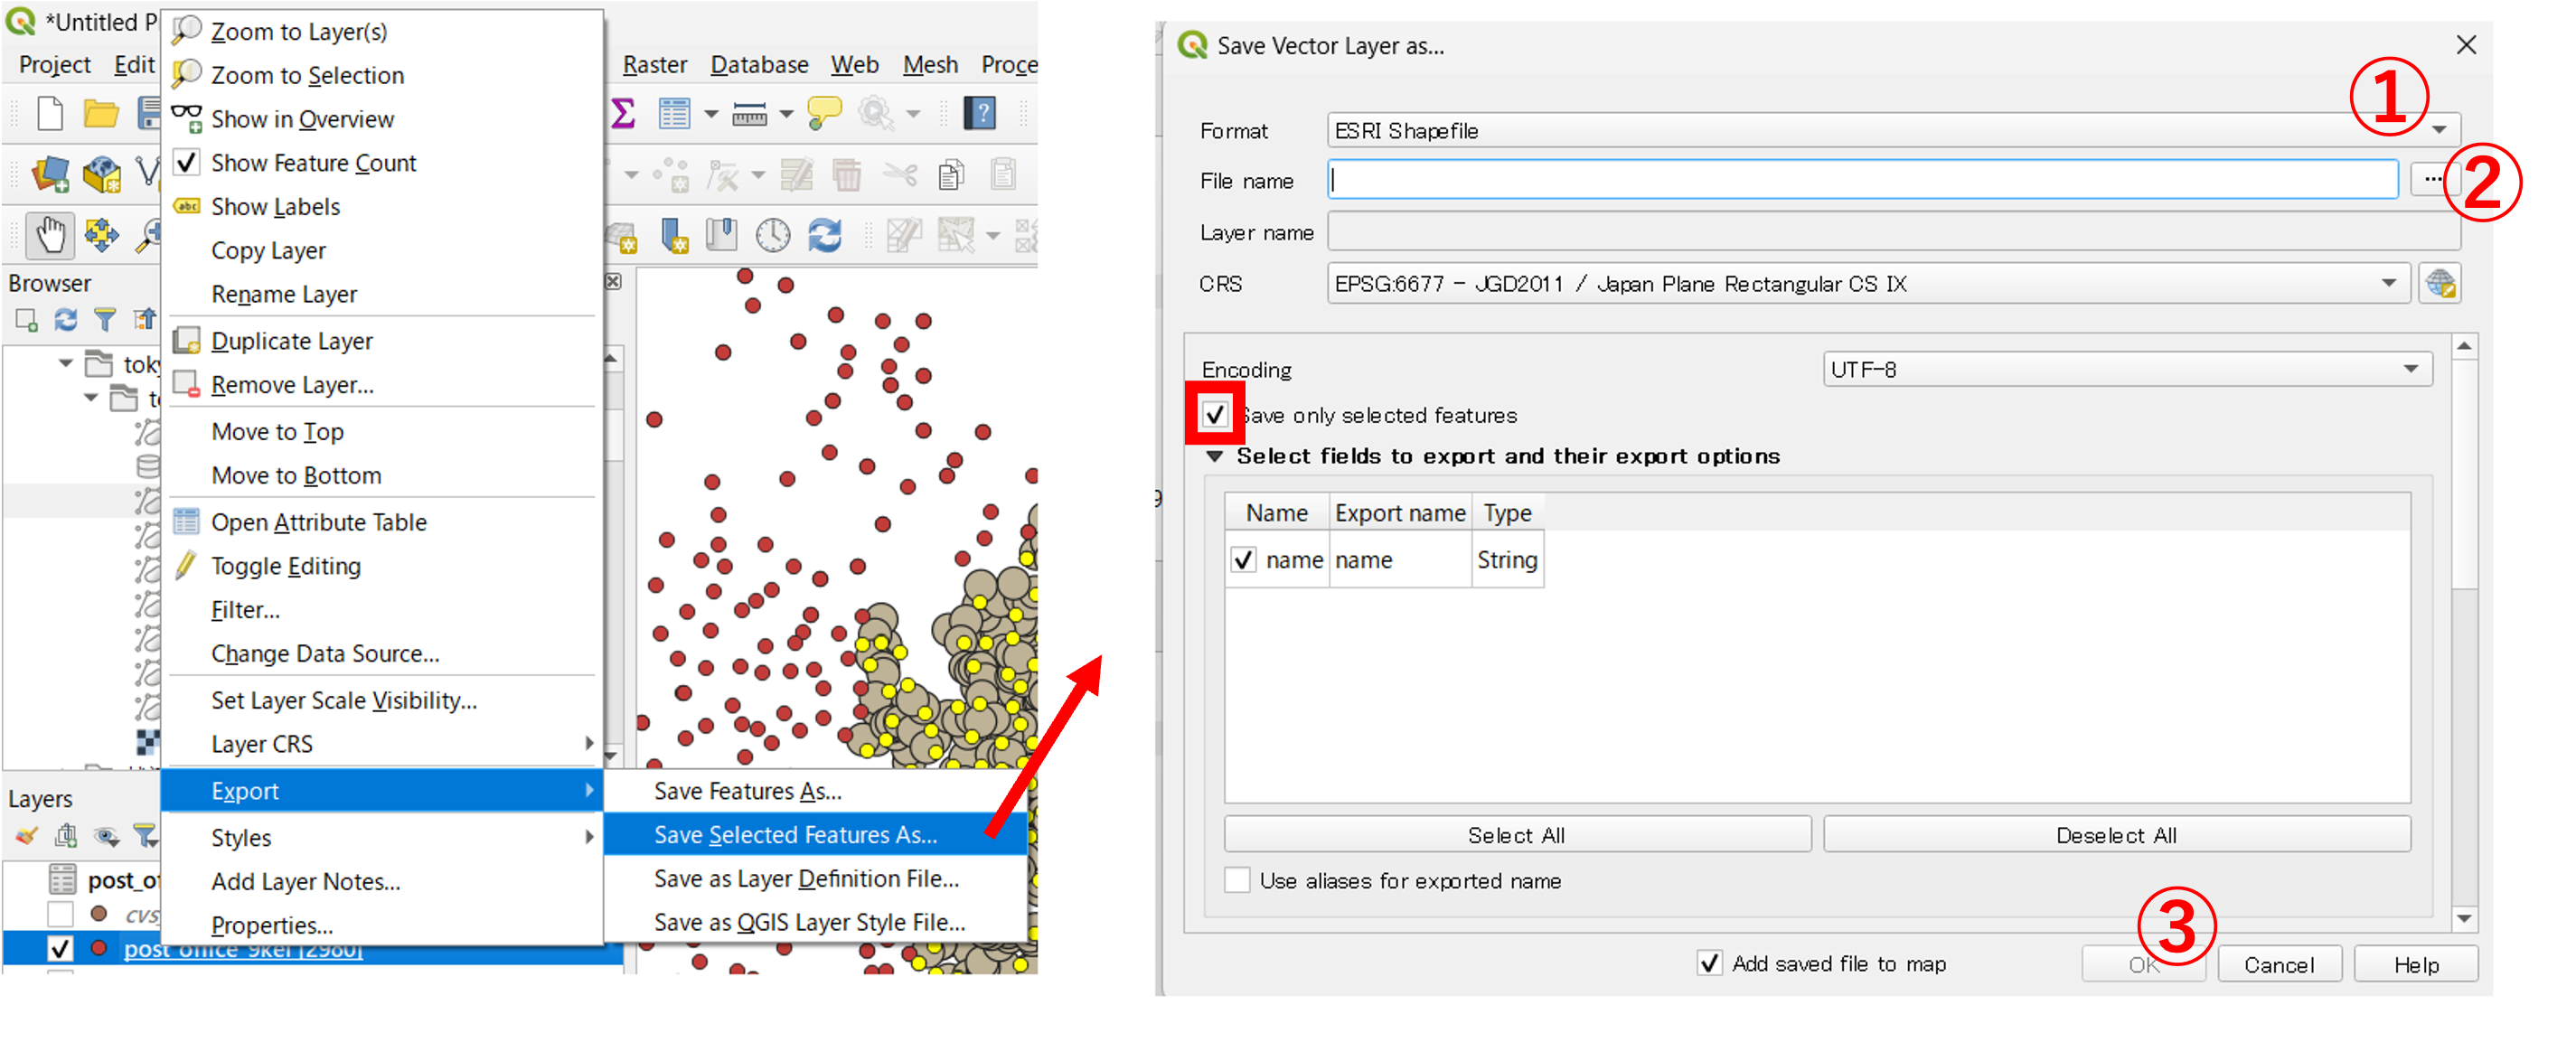 *Untitled P
Project Edit
Raster Database Web Mesh Proce
Zoom to Layer(s)
Zoom to Selection
Show in Overview
Show Feature Count
abc Show Labels
Copy Layer
Rename Layer
Duplicate Layer
Remove Layer...
Move to Top
Move to Bottom
Open Attribute Table
Toggle Editing
Filter...
Change Data Source...
Set Layer Scale Visibility...
Layer CRS
Export
Styles
Add Layer Notes...
Properties...
Save Features As...
Save Selected Features As...
Save as Layer Definition File...
Save as QGIS Layer Style File...
Browser
toky
t
Layers
post_of
cvs
post_office_9kei [2960]
Save Vector Layer as...
①
Format ESRI Shapefile
File name ... ②
Layer name
CRS EPSG:6677 - JGD2011 / Japan Plane Rectangular CS IX
Encoding UTF-8
Save only selected features
Select fields to export and their export options
Name Export name Type
name name String
Select All Deselect All
Use aliases for exported name
③
Add saved file to map OK Cancel Help